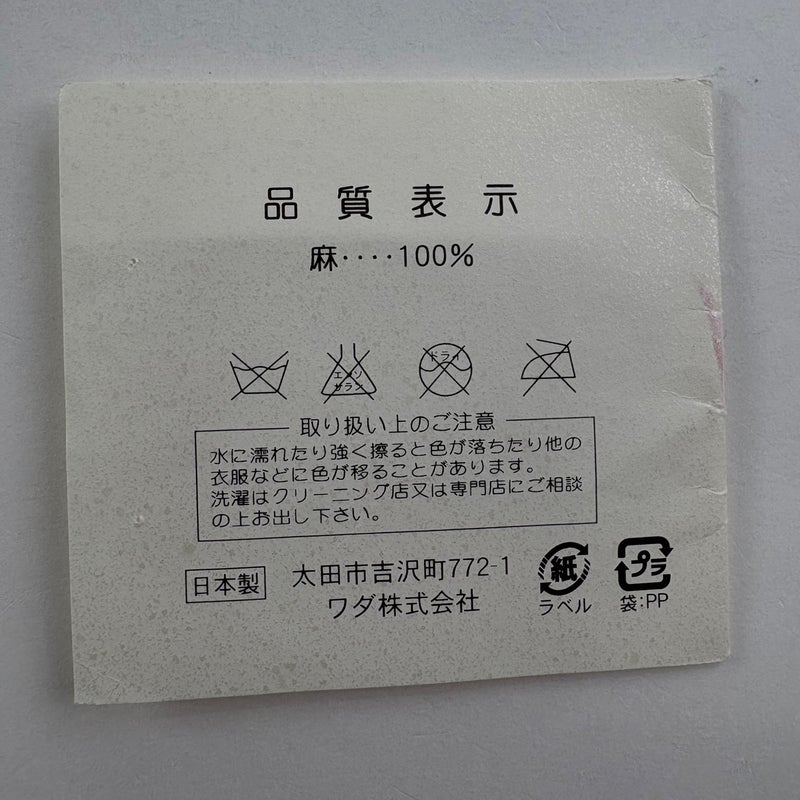 品質表示
麻‥‥100%
エンソ
サラシ
ドライ
取り扱い上のご注意
水に濡れたり強く擦ると色が落ちたり他の
衣服などに色が移ることがあります。
洗濯はクリーニング店又は専門店にご相談
の上お出し下さい。
日本製
太田市吉沢町772-1
ワダ株式会社
紙
ラベル
プラ
袋:PP